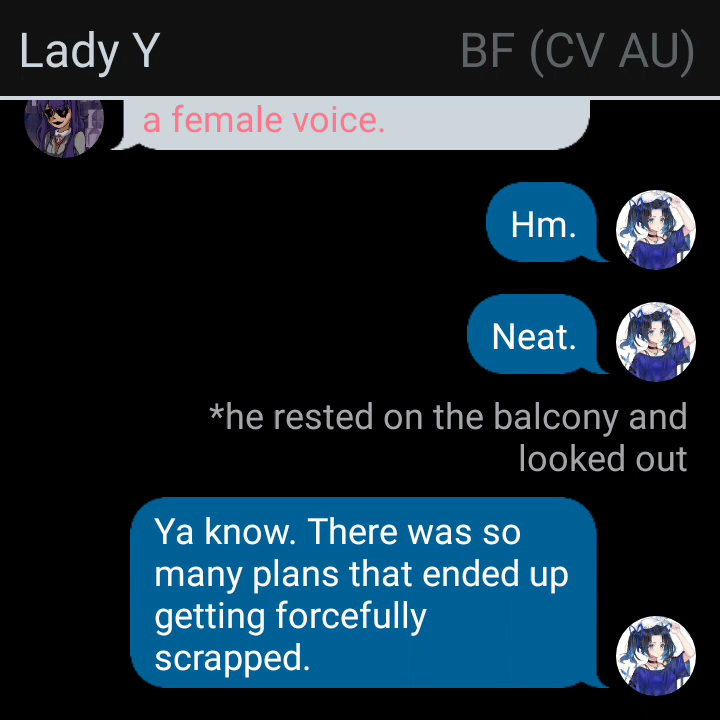 Lady Y
BF (CV AU)
a female voice.
Hm.
Neat.
*he rested on the balcony and
looked out
Ya know. There was so
many plans that ended up
getting forcefully
scrapped.